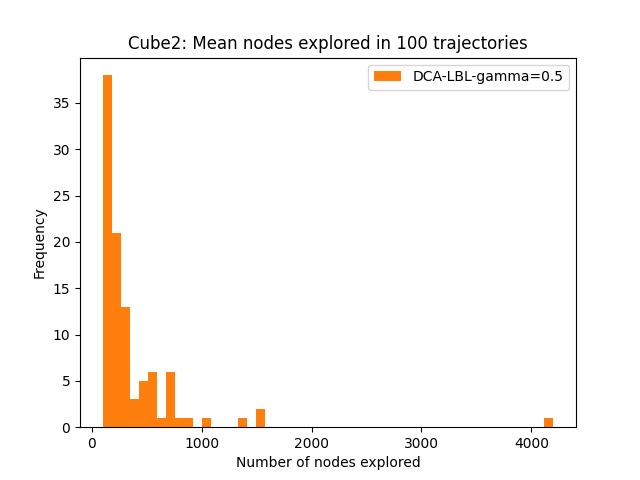 Cube2: Mean nodes explored in 100 trajectories
DCA-LBL-gamma=0.5
Frequency
35
30
25
20
15
10
5
0
0 1000 2000 3000 4000
Number of nodes explored